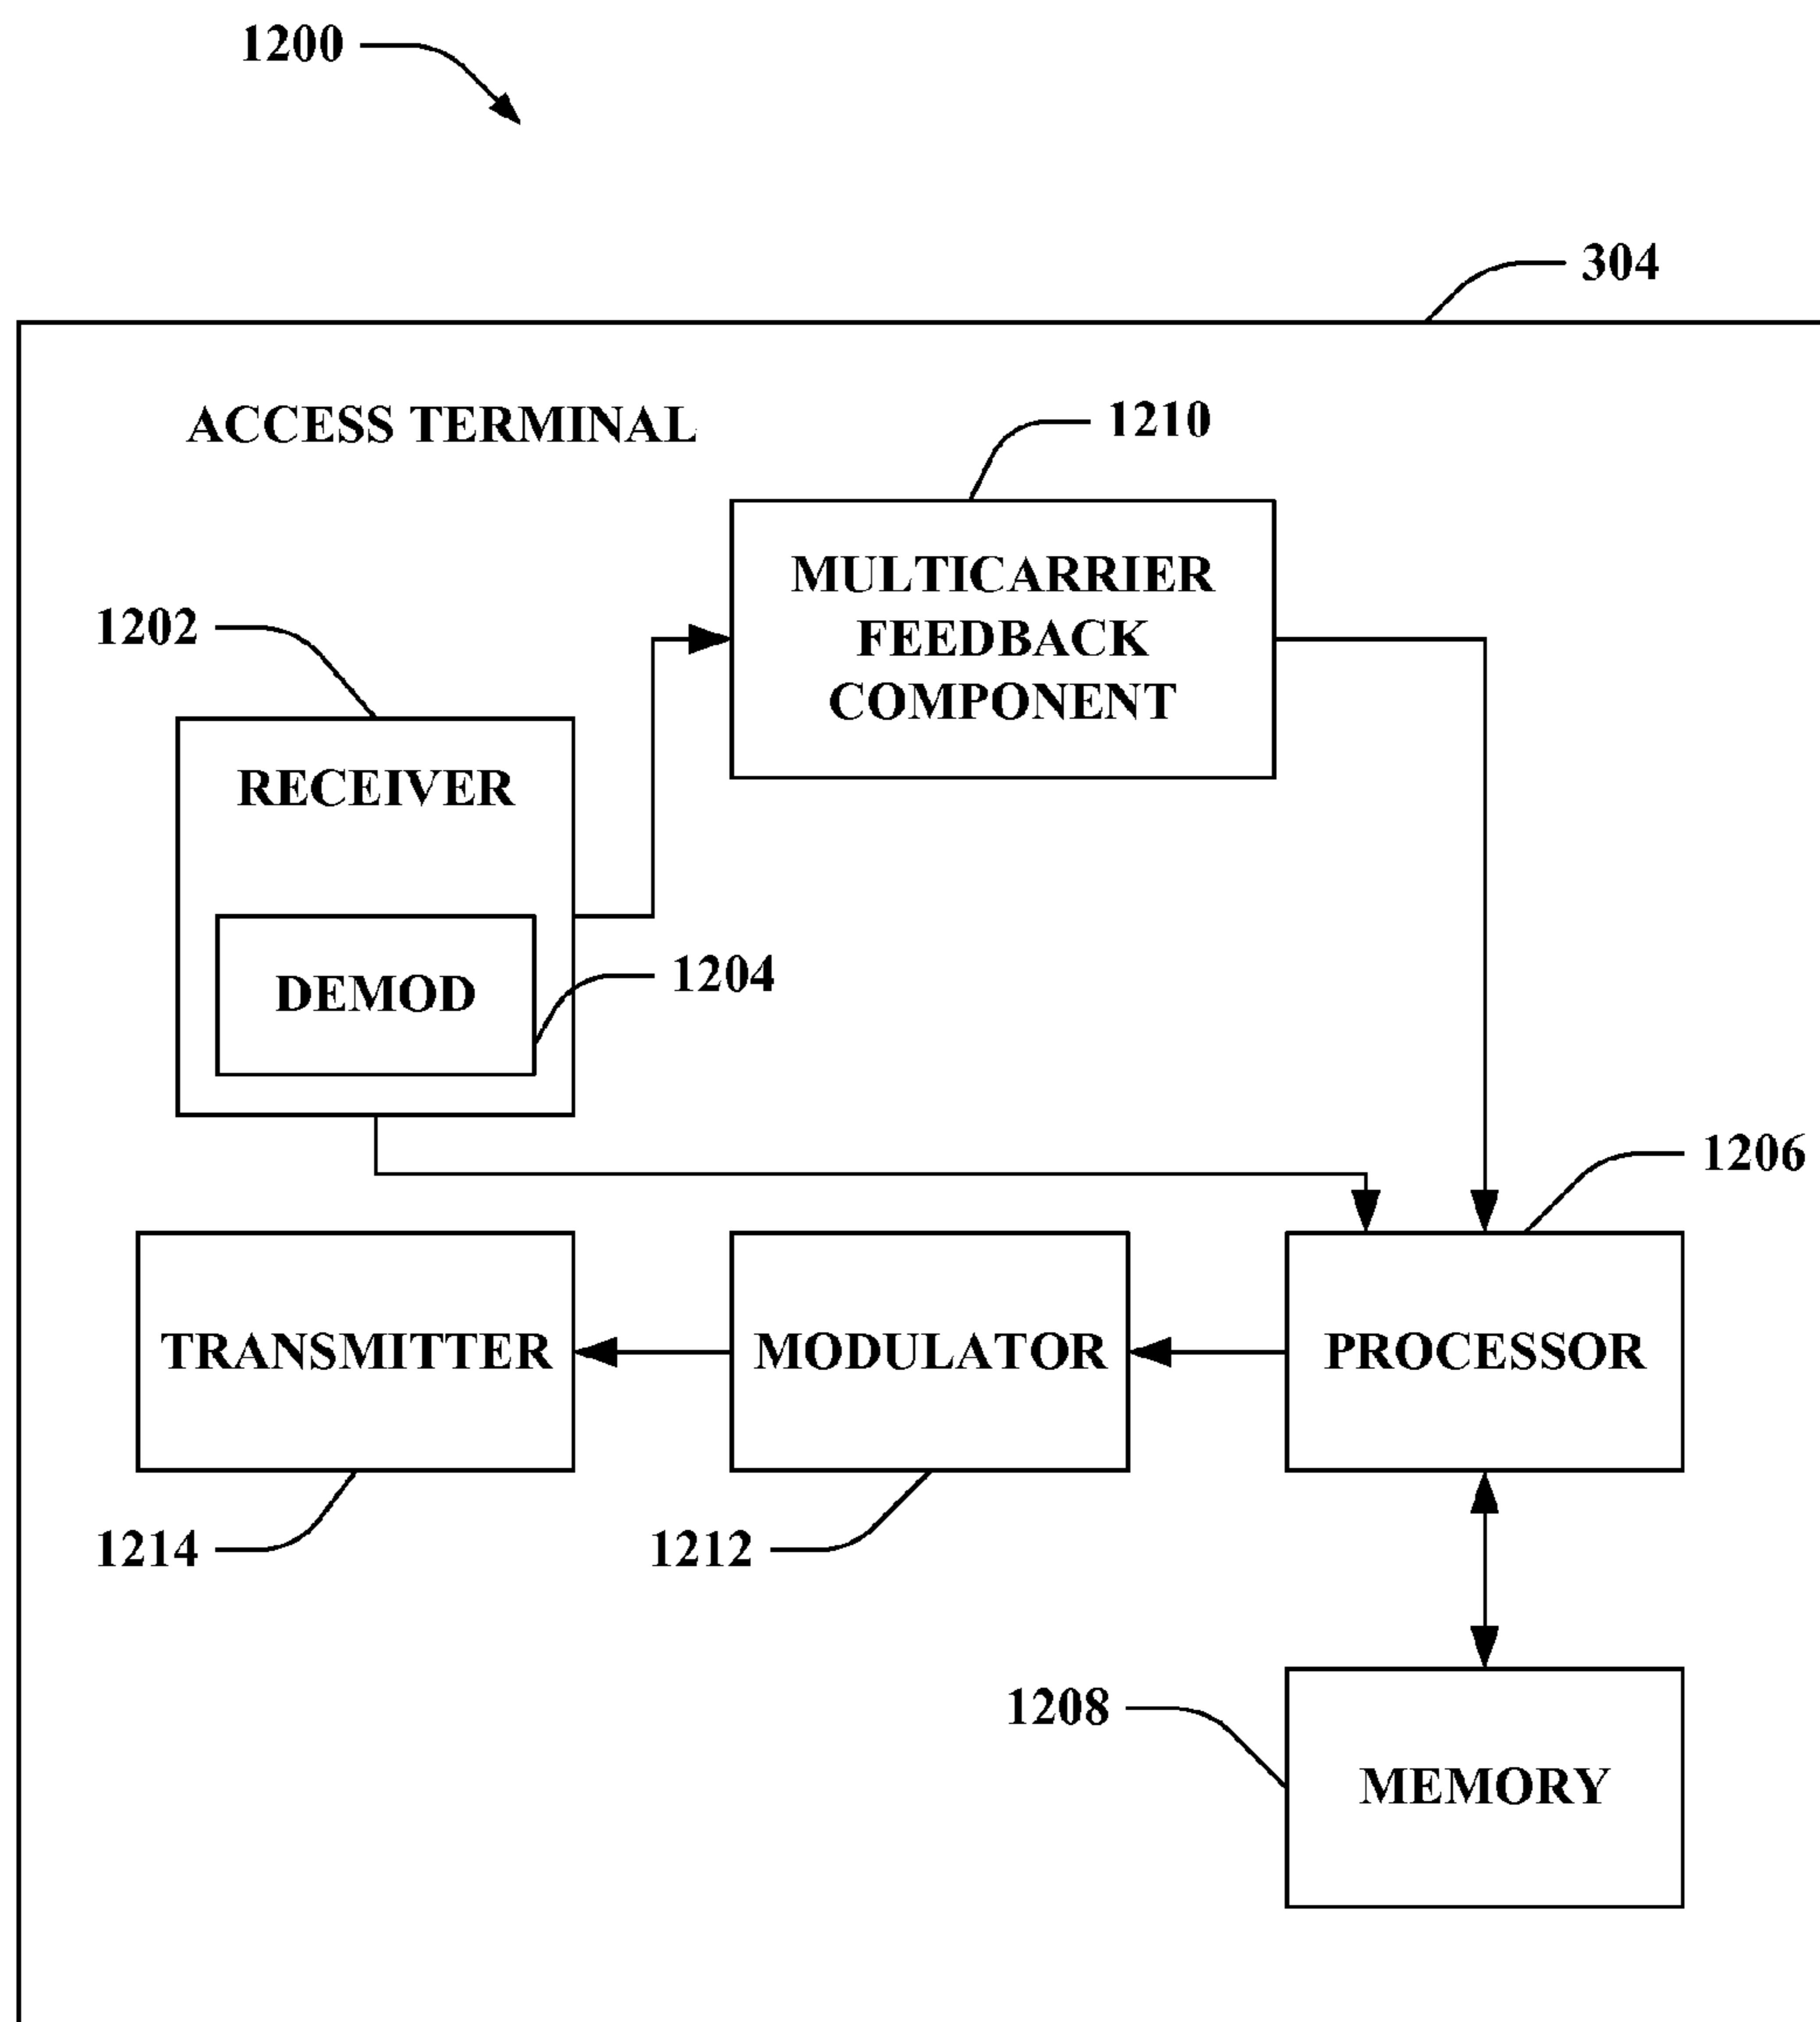 1200
304
ACCESS TERMINAL
1210
MULTICARRIER
FEEDBACK
COMPONENT
1202
RECEIVER
DEMOD
1204
1206
TRANSMITTER
MODULATOR
PROCESSOR
1214
1212
1208
MEMORY